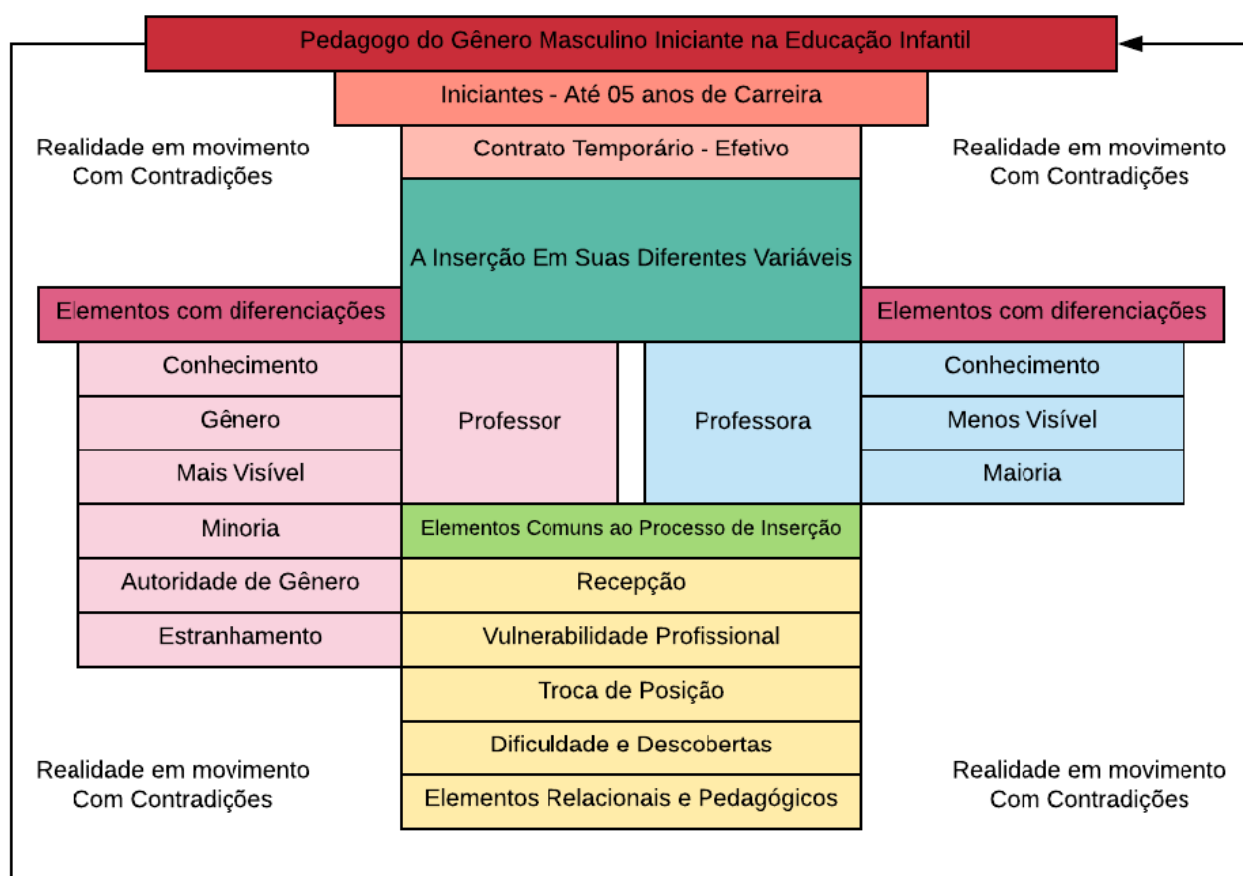 Pedagogo do Gênero Masculino Iniciante na Educação Infantil
Iniciantes - Até 05 anos de Carreira
Contrato Temporário - Efetivo
Realidade em movimento
Com Contradições
Realidade em movimento
Com Contradições
A Inserção Em Suas Diferentes Variáveis
Elementos com diferenciações
Elementos com diferenciações
Conhecimento
Gênero
Mais Visível
Minoria
Autoridade de Gênero
Estranhamento
Professor
Professora
Conhecimento
Menos Visível
Maioria
Elementos Comuns ao Processo de Inserção
Recepção
Vulnerabilidade Profissional
Troca de Posição
Dificuldade e Descobertas
Elementos Relacionais e Pedagógicos
Realidade em movimento
Com Contradições
Realidade em movimento
Com Contradições